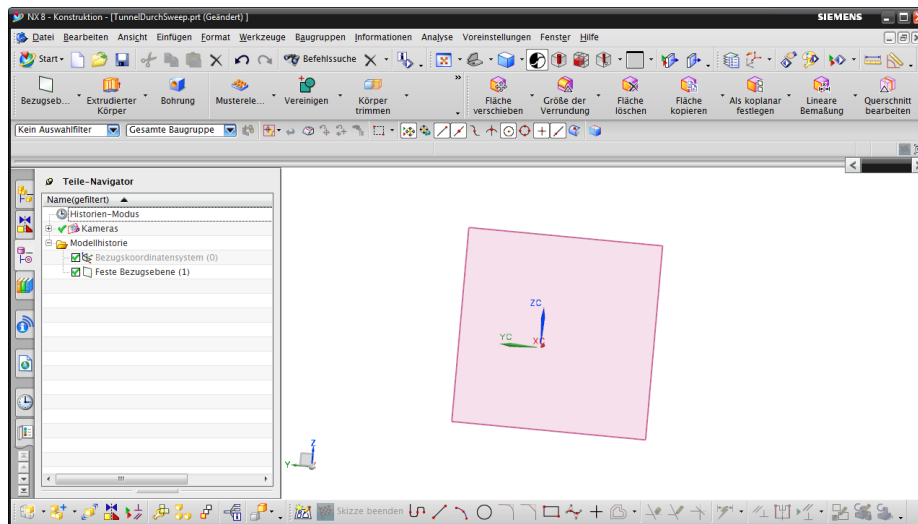 NX 8 - Konstruktion - [TunnelDurchSweep.prt (Geändert) ]
SIEMENS
Datei Bearbeiten Ansicht Einfügen Format Werkzeuge Baugruppen Informationen Analyse Voreinstellungen Fenster Hilfe
Start Befehlssuche
Bezugseb... Extrudierter Körper Bohrung Musterele... Vereinigen Körper trimmen » Fläche verschieben Größe der Verrundung Fläche löschen Fläche kopieren Als koplanar festlegen Lineare Bemaßung Querschnitt bearbeiten
Kein Auswahlfilter Gesamte Baugruppe
Teile-Navigator
Name(gefiltert)
Historien-Modus
Kameras
Modellhistorie
Bezugskoordinatensystem (0)
Feste Bezugsebene (1)
ZC
YC XC
Z
Y
Skizze beenden